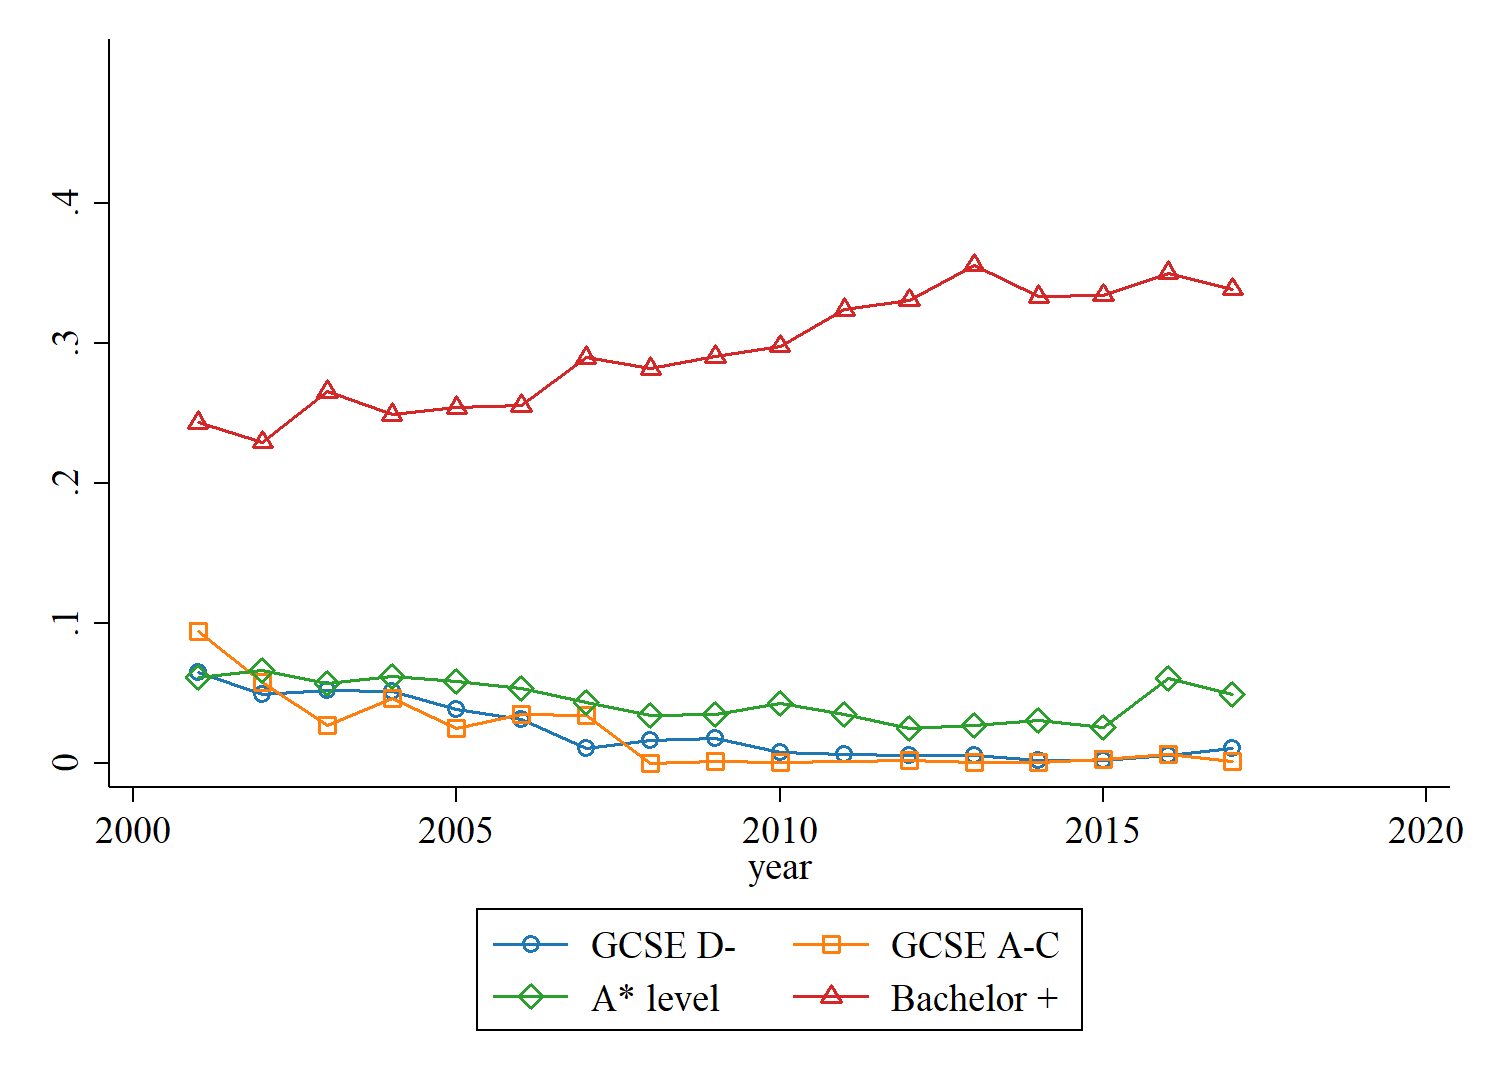 .4
.3
.2
.1
0
2000 2005 2010 2015 2020
year
GCSE D- GCSE A-C
A* level Bachelor +